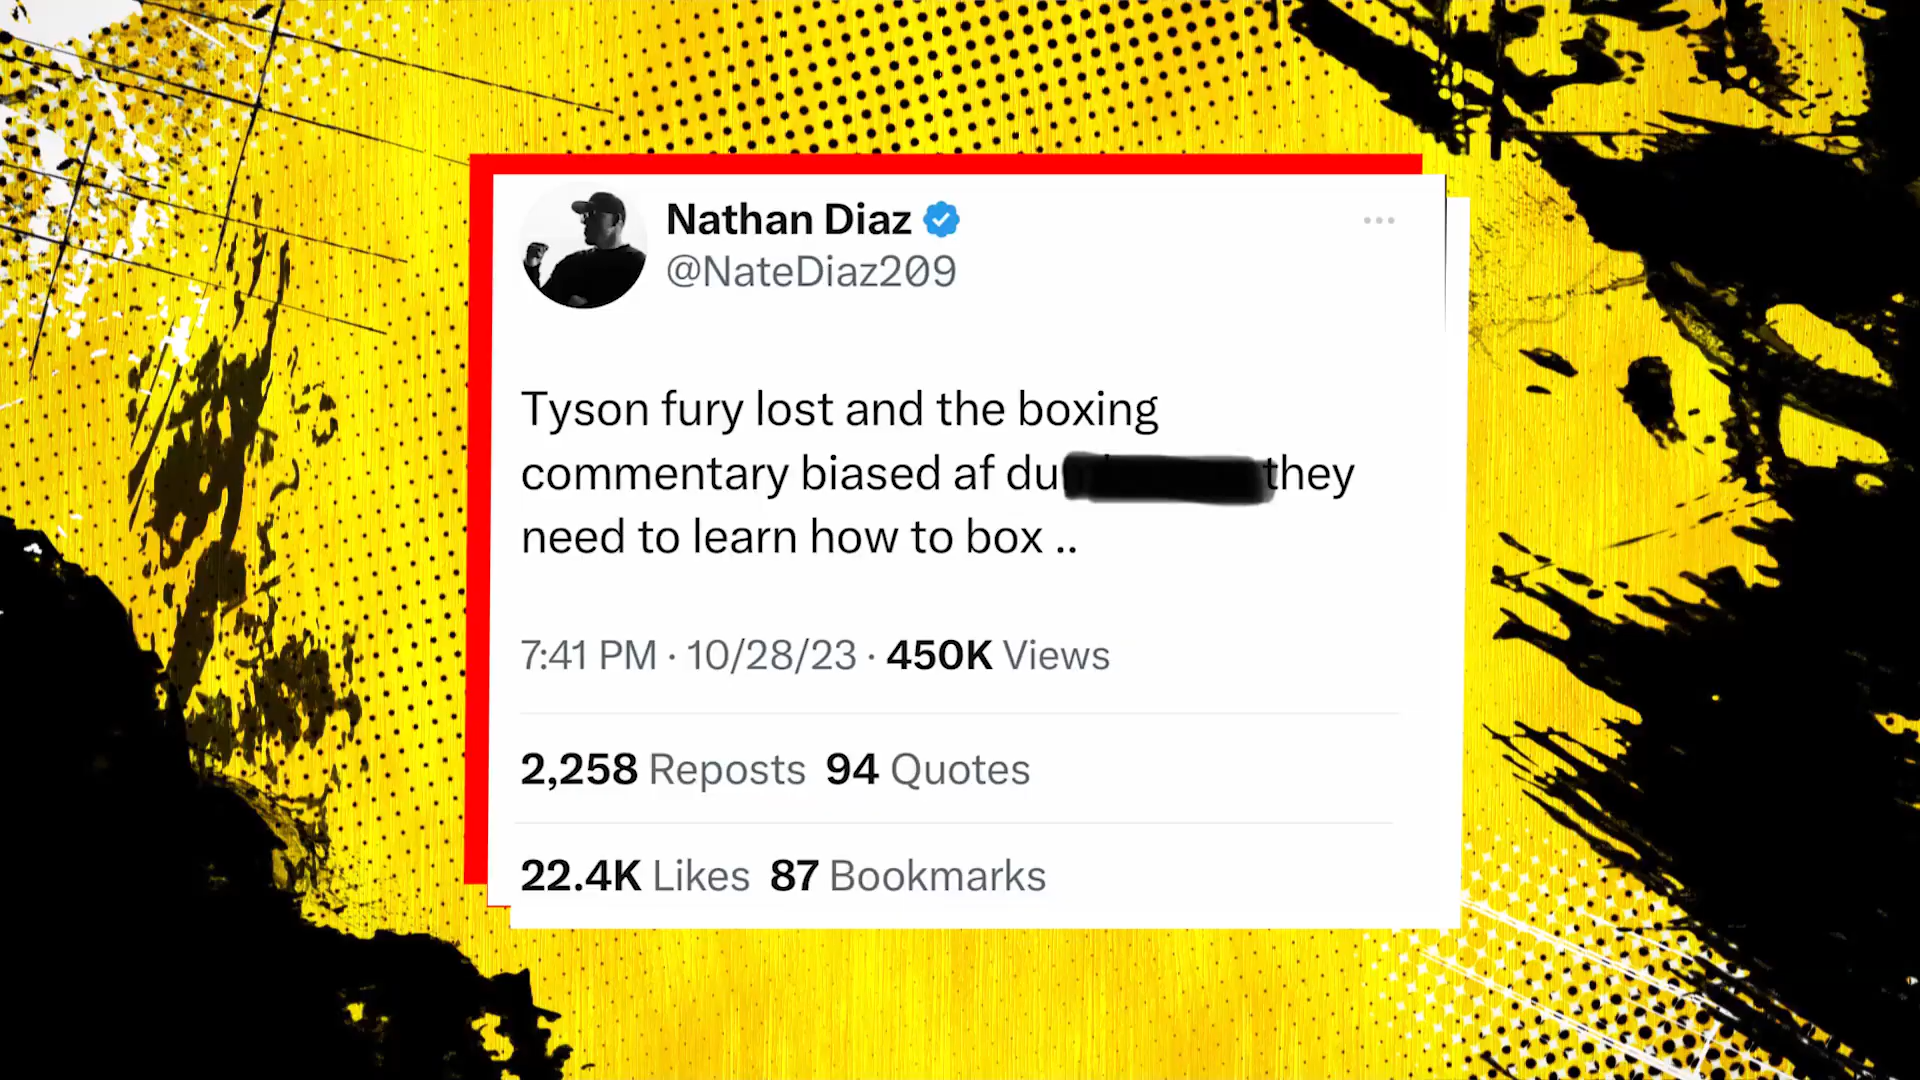 Nathan Diaz
@NateDiaz209
Tyson fury lost and the boxing
commentary biased af they
need to learn how to box ..
7:41 PM · 10/28/23 · 450K Views
2,258 Reposts 94 Quotes
22.4K Likes 87 Bookmarks